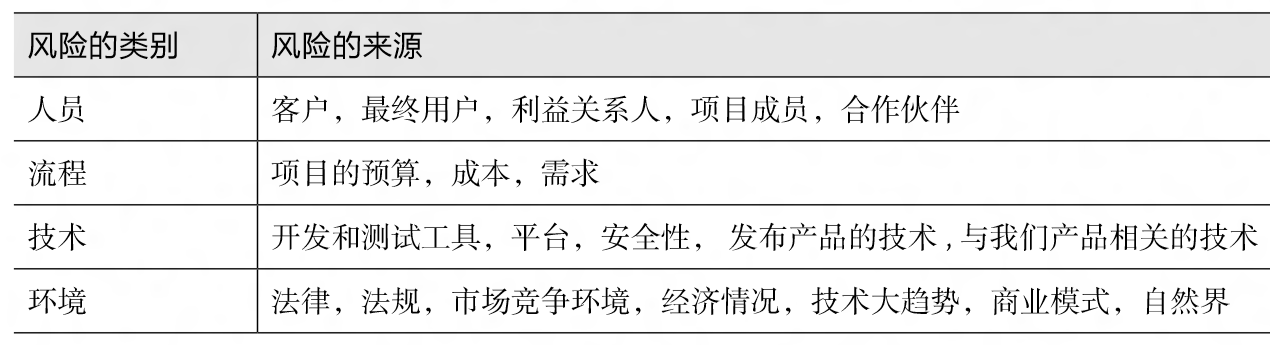 风险的类别 风险的来源
人员 客户，最终用户，利益关系人，项目成员，合作伙伴
流程 项目的预算，成本，需求
技术 开发和测试工具，平台，安全性， 发布产品的技术,与我们产品相关的技术
环境 法律，法规，市场竞争环境，经济情况，技术大趋势，商业模式，自然界